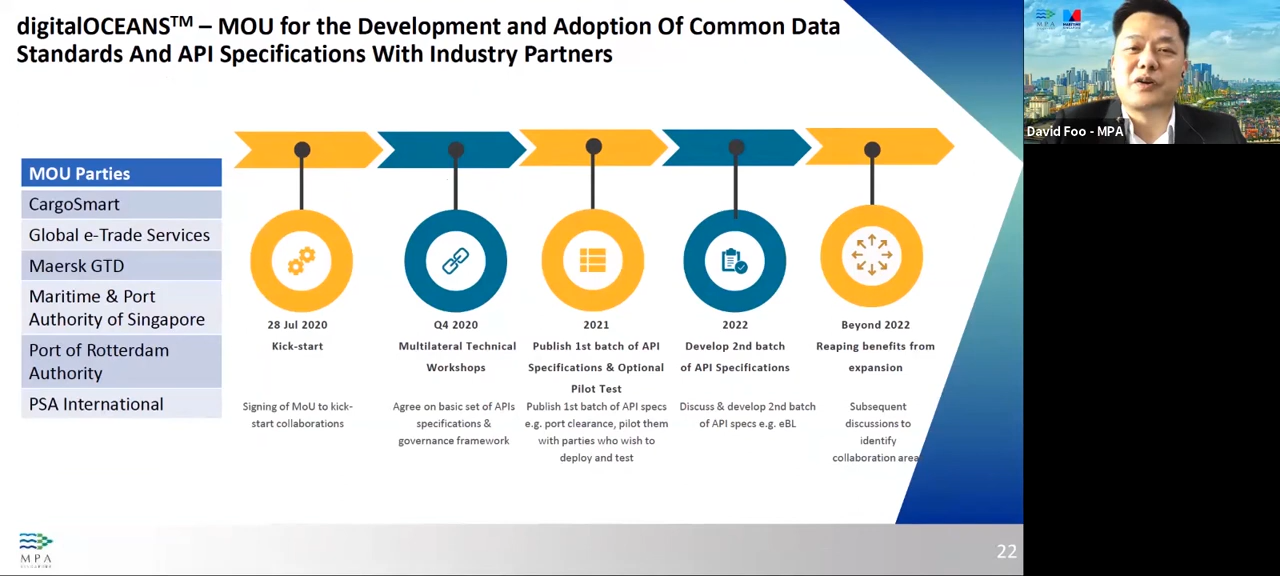 digitalOCEANS™ – MOU for the Development and Adoption Of Common Data
Standards And API Specifications With Industry Partners
MOU Parties
CargoSmart
Global e-Trade Services
Maersk GTD
Maritime & Port
Authority of Singapore
Port of Rotterdam
Authority
PSA International
28 Jul 2020
Kick-start
Signing of MoU to kick-
start collaborations
Q4 2020
Multilateral Technical
Workshops
Agree on basic set of APIs
specifications &
governance framework
2021
Publish 1st batch of API
Specifications & Optional
Pilot Test
Publish 1st batch of API specs
e.g. port clearance, pilot them
with parties who wish to
deploy and test
2022
Develop 2nd batch
of API Specifications
Discuss & develop 2nd batch
of API specs e.g. eBL
Beyond 2022
Reaping benefits from
expansion
Subsequent
discussions to
identify
collaboration area
MPA
SINGAPORE
22
MPA
David Foo - MPA